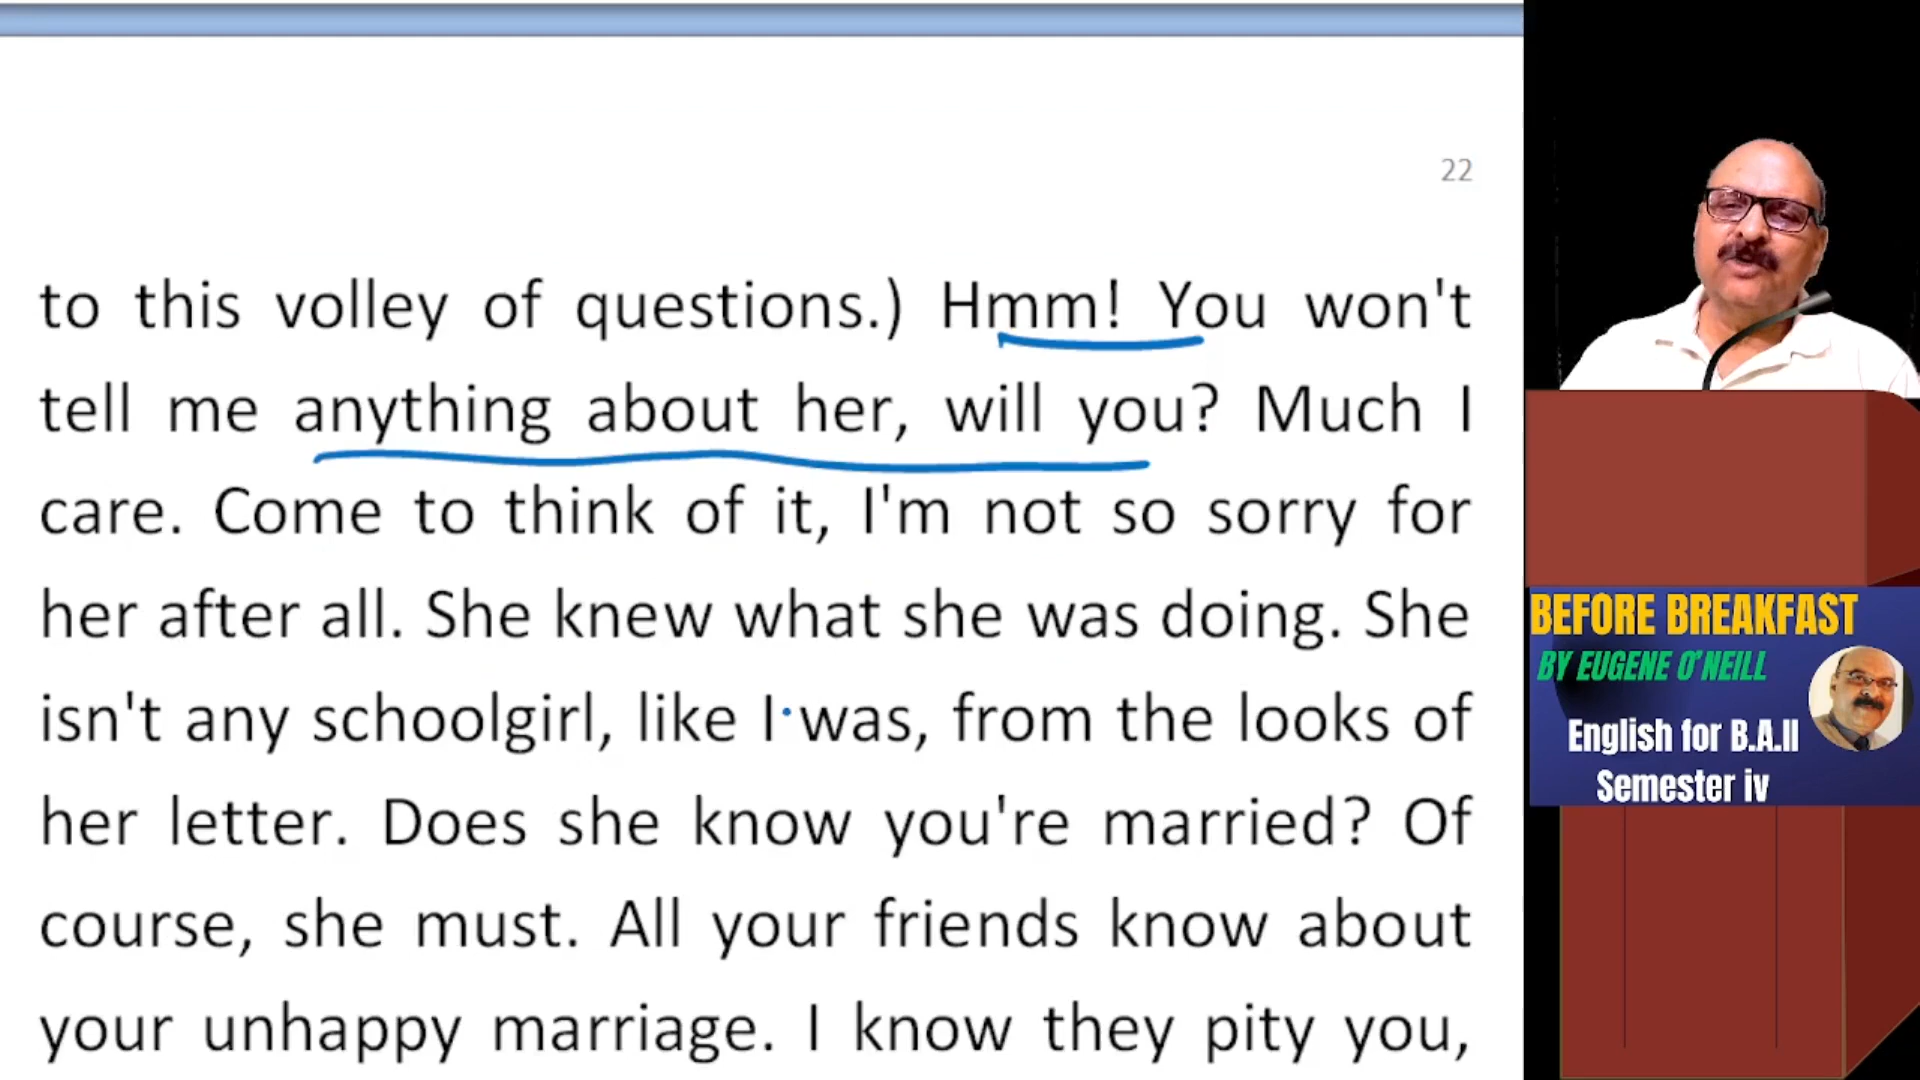 22
to this volley of questions.) Hmm! You won't
tell me anything about her, will you? Much I
care. Come to think of it, I'm not so sorry for
her after all. She knew what she was doing. She
isn't any schoolgirl, like I was, from the looks of
her letter. Does she know you're married? Of
course, she must. All your friends know about
your unhappy marriage. I know they pity you,
BEFORE BREAKFAST
BY EUGENE O'NEILL
English for B.A.II
Semester iv